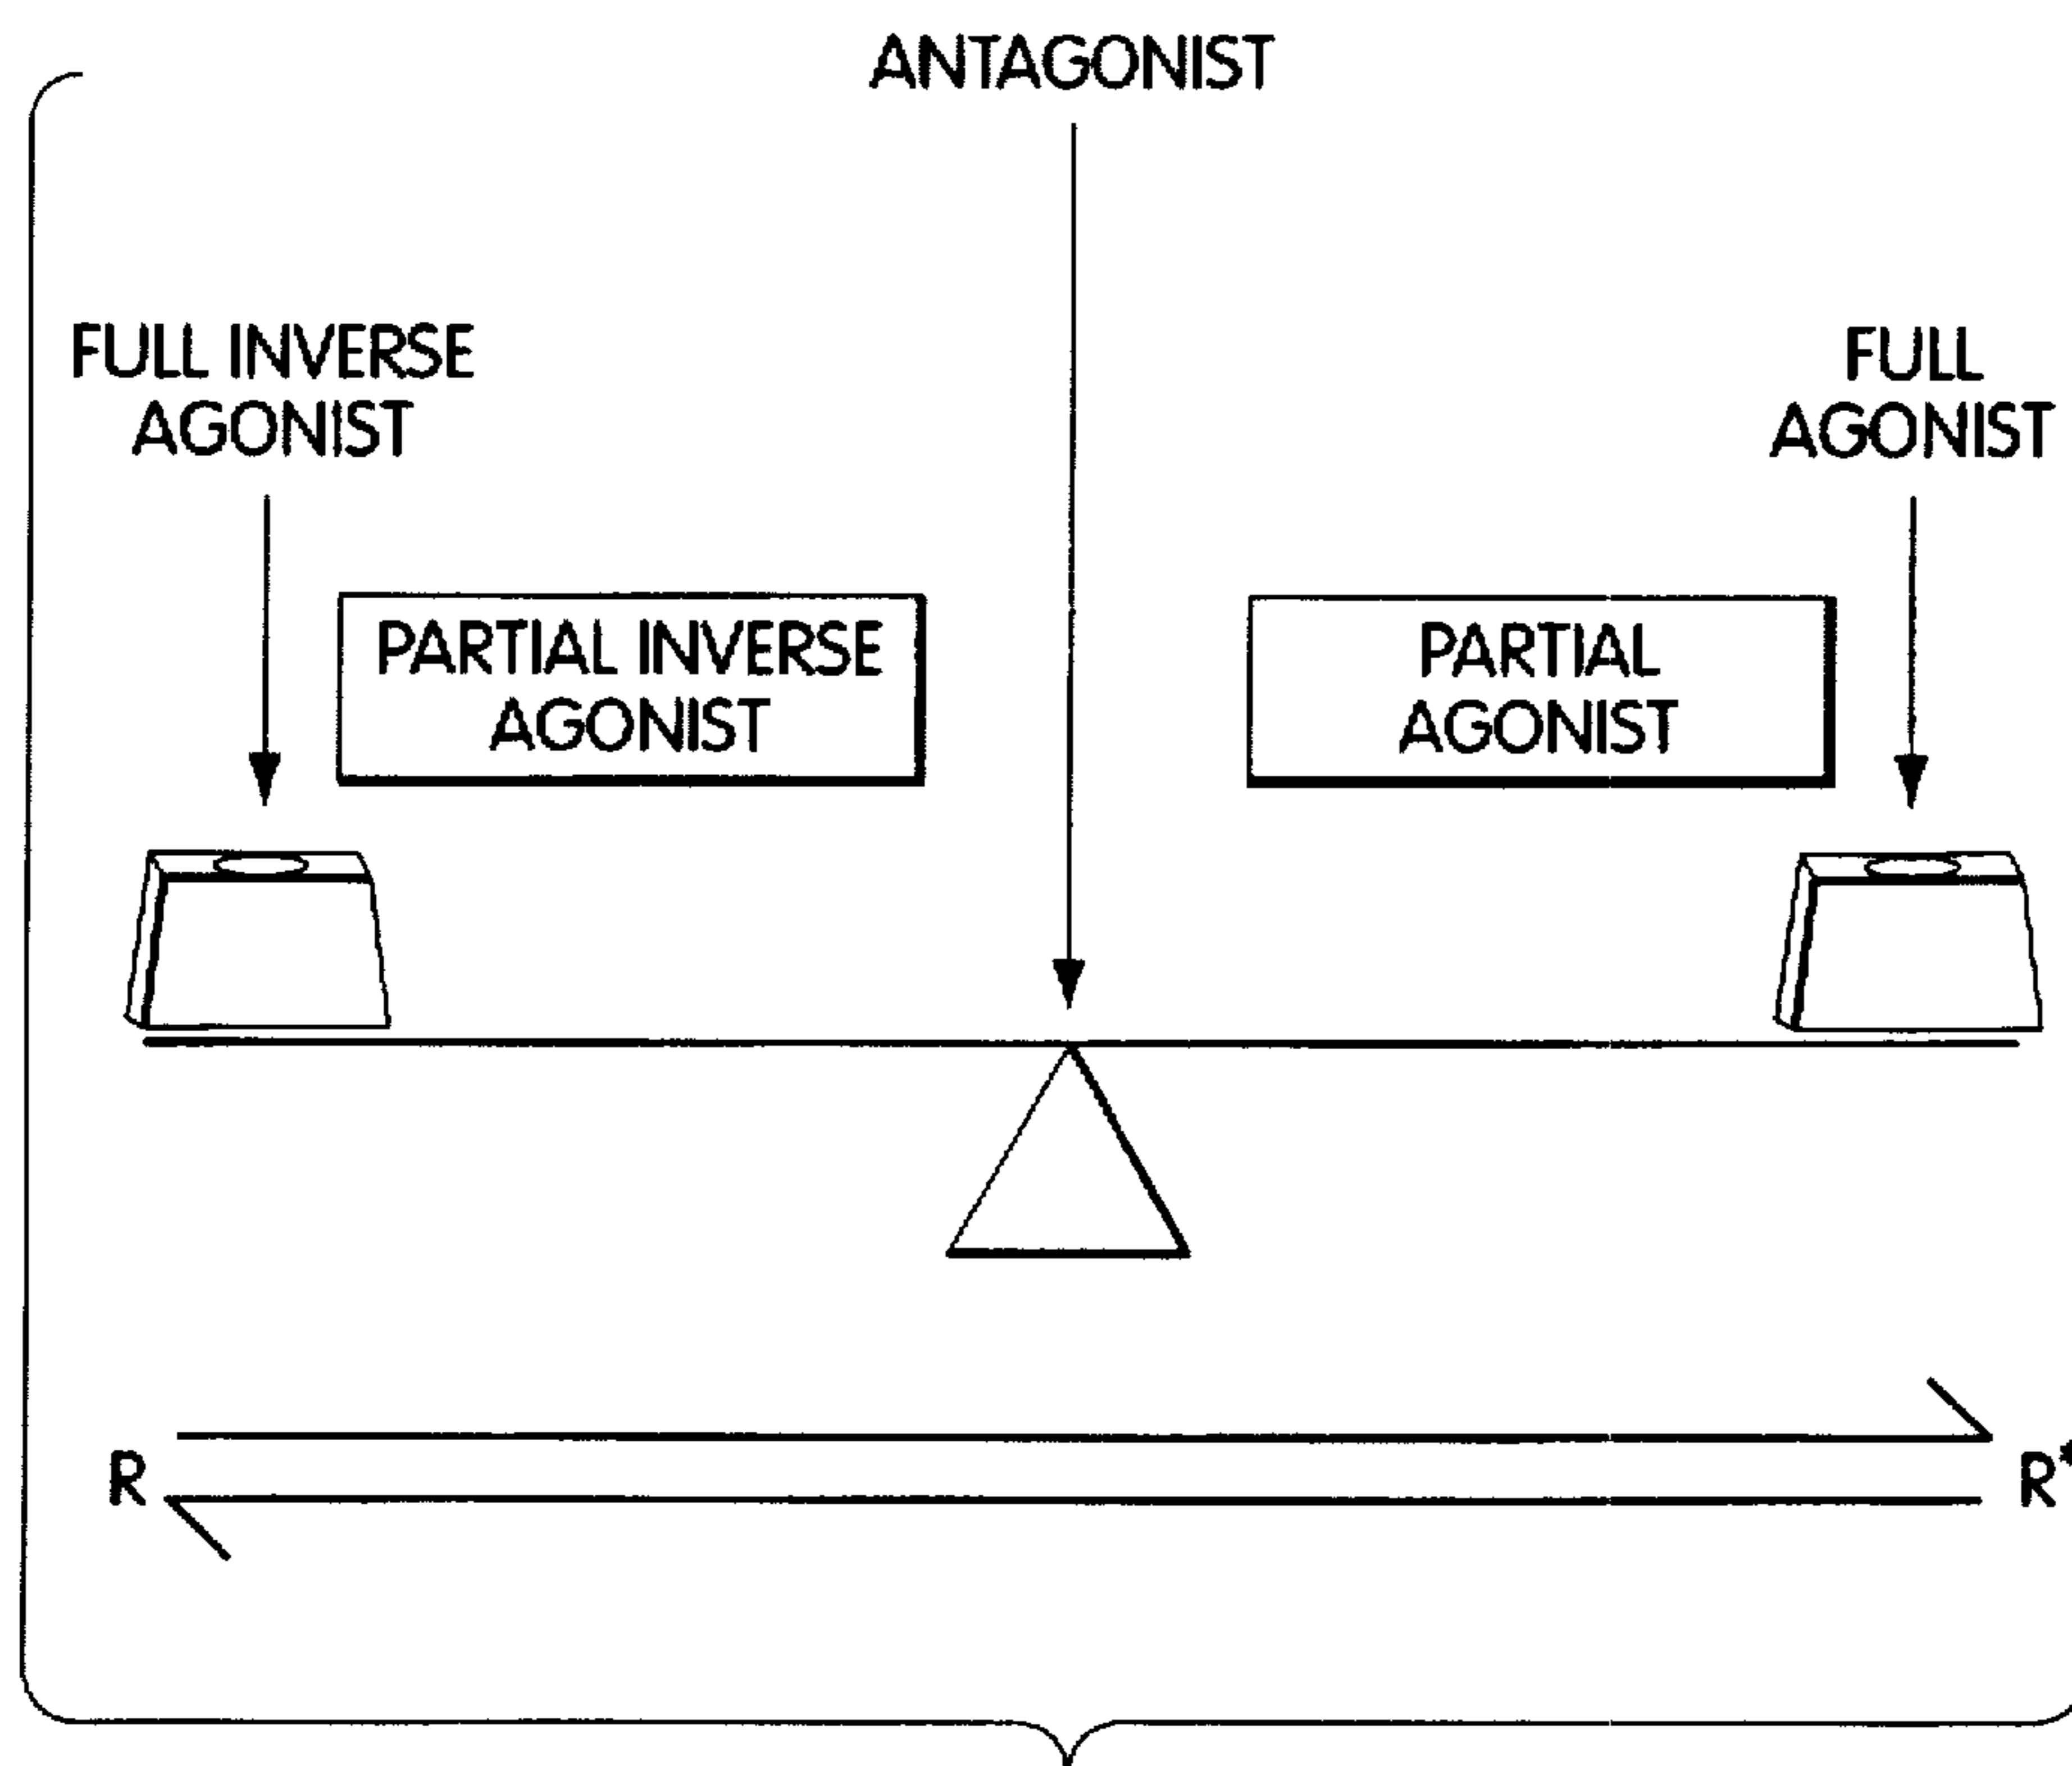 ANTAGONIST
FULL INVERSE
AGONIST
FULL
AGONIST
PARTIAL INVERSE
AGONIST
PARTIAL
AGONIST
R
R*